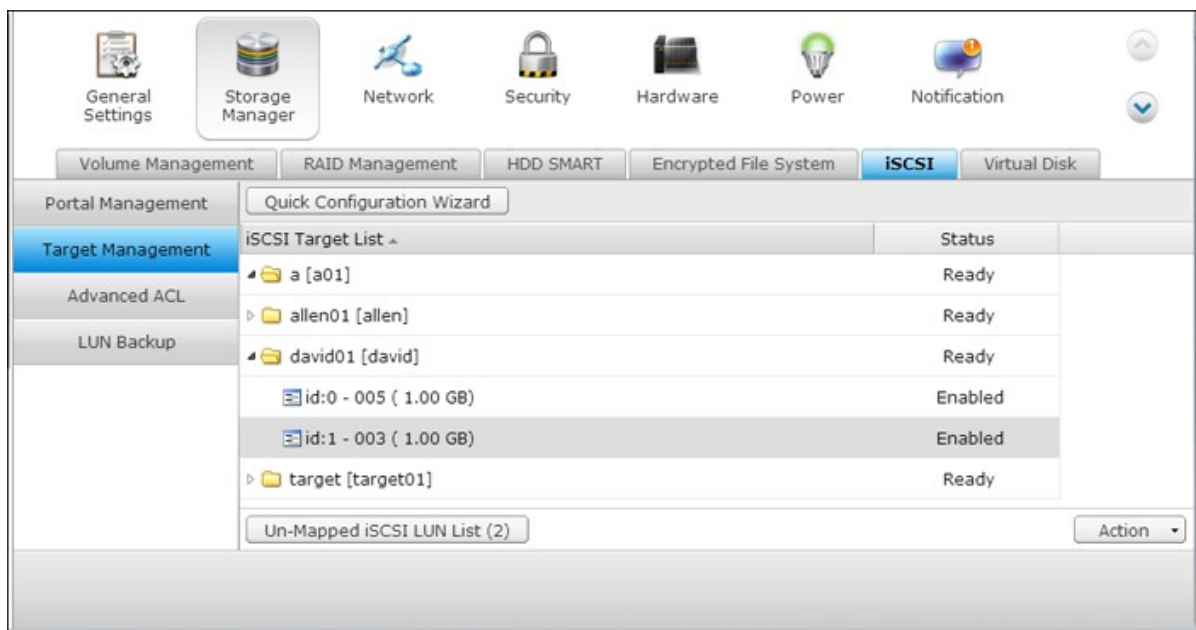 General Settings
Storage Manager
Network
Security
Hardware
Power
Notification
Volume Management
RAID Management
HDD SMART
Encrypted File System
iSCSI
Virtual Disk
Portal Management
Target Management
Advanced ACL
LUN Backup
Quick Configuration Wizard
iSCSI Target List Status
a [a01] Ready
allen01 [allen] Ready
david01 [david] Ready
id:0 - 005 ( 1.00 GB) Enabled
id:1 - 003 ( 1.00 GB) Enabled
target [target01] Ready
Un-Mapped iSCSI LUN List (2)
Action